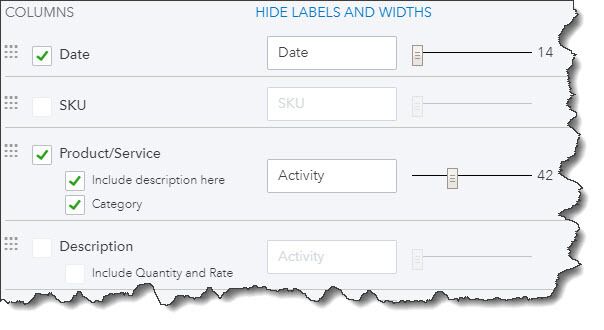 COLUMNS HIDE LABELS AND WIDTHS
Date Date 14
SKU SKU
Product/Service
Include description here Activity 42
Category
Description Activity
Include Quantity and Rate